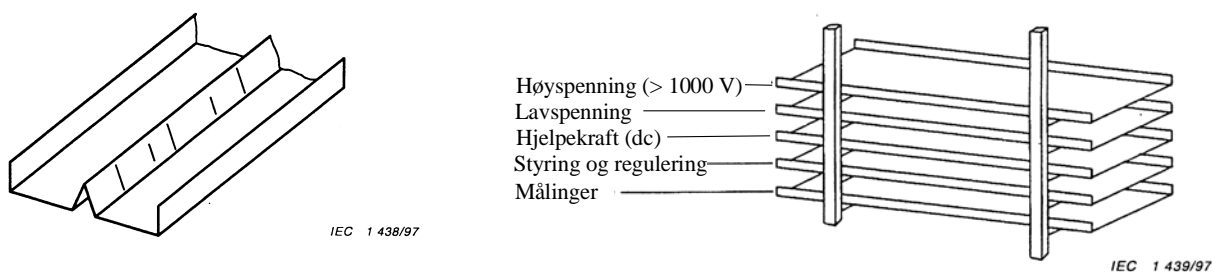 Høyspenning (> 1000 V)
Lavspenning
Hjelpekraft (dc)
Styring og regulering
Målinger
IEC 1 438/97
IEC 1 439/97